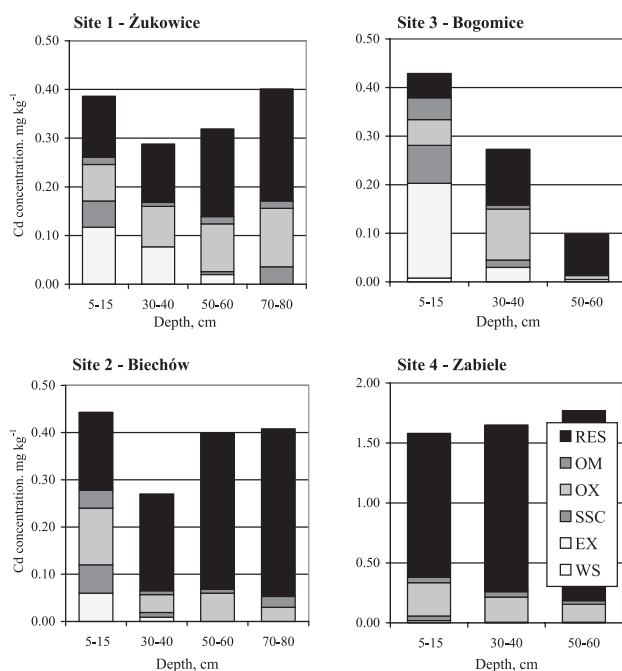 Site 1 - Żukowice
Cd concentration. mg kg-1
0.50
0.40
0.30
0.20
0.10
0.00
5-15 30-40 50-60 70-80
Depth, cm
Site 3 - Bogomice
0.50
0.40
0.30
0.20
0.10
0.00
5-15 30-40 50-60
Depth, cm
Site 2 - Biechów
Cd concentration. mg kg-1
0.50
0.40
0.30
0.20
0.10
0.00
5-15 30-40 50-60 70-80
Depth, cm
Site 4 - Zabiele
2.00
1.50
1.00
0.50
0.00
5-15 30-40 50-60
Depth, cm
RES
OM
OX
SSC
EX
WS